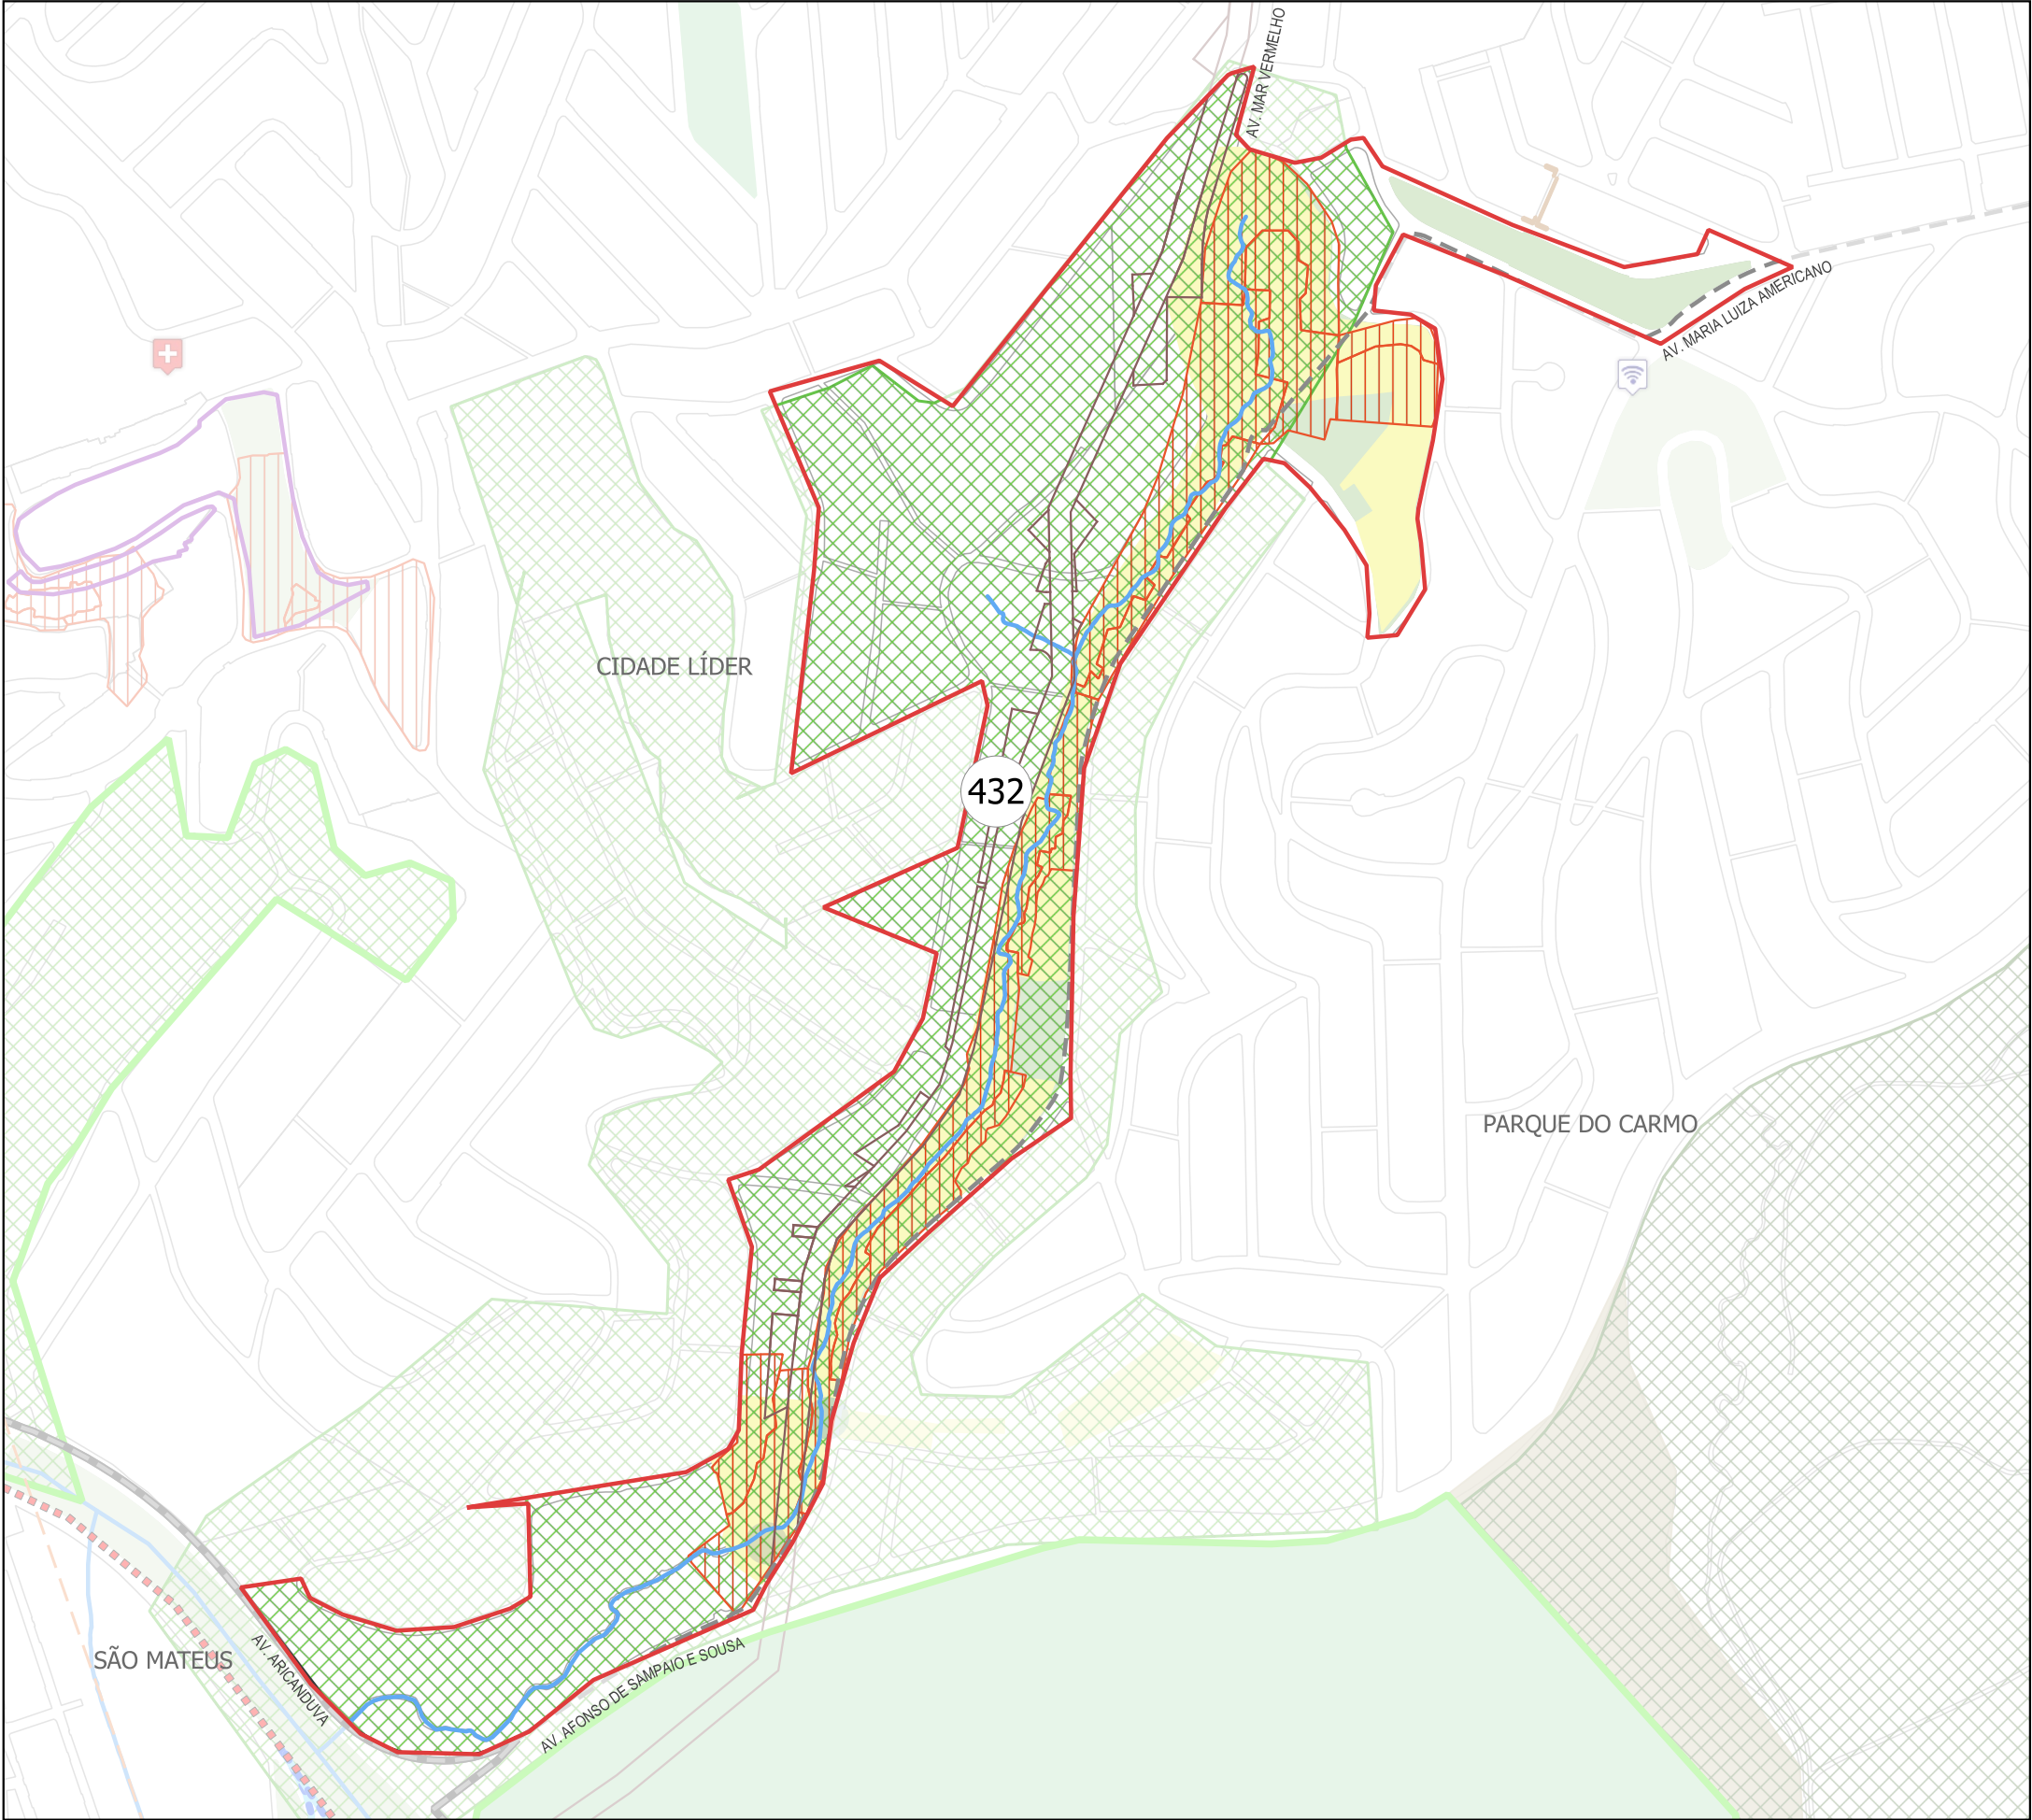 AV. MAR VERMELHO
AV. MARIA LUIZA AMERICANO
CIDADE LÍDER
432
PARQUE DO CARMO
SÃO MATEUS
AV. ARICANDUVA
AV. AFONSO DE SAMPAIO E SOUSA